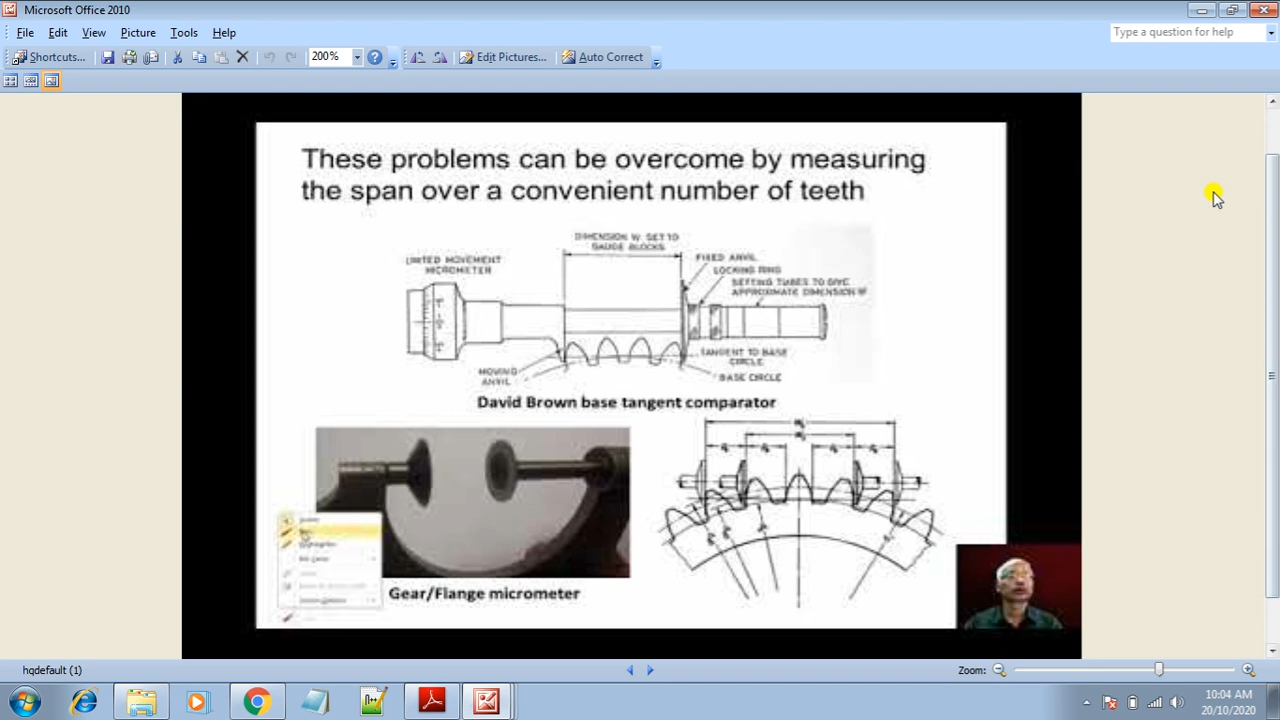 Microsoft Office 2010
File Edit View Picture Tools Help
Type a question for help
Shortcuts... 200% Edit Pictures... Auto Correct
These problems can be overcome by measuring
the span over a convenient number of teeth
DIMENSION W SET TO
GAUGE BLOCKS
LIMITED MOVEMENT
MICROMETER
FIXED ANVIL
LOCKING RING
SETTING TUBES TO GIVE
APPROXIMATE DIMENSION W
TANGENT TO BASE
CIRCLE
MOVING
ANVIL
BASE CIRCLE
David Brown base tangent comparator
Gear/Flange micrometer
hqdefault (1)
Zoom:
10:04 AM
20/10/2020